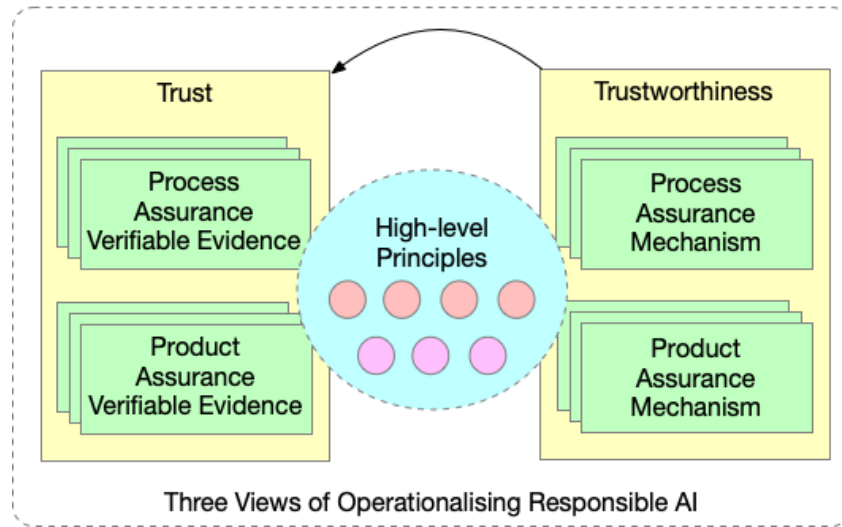 Trust
Process
Assurance
Verifiable Evidence
Product
Assurance
Verifiable Evidence
High-level
Principles
Trustworthiness
Process
Assurance
Mechanism
Product
Assurance
Mechanism
Three Views of Operationalising Responsible AI